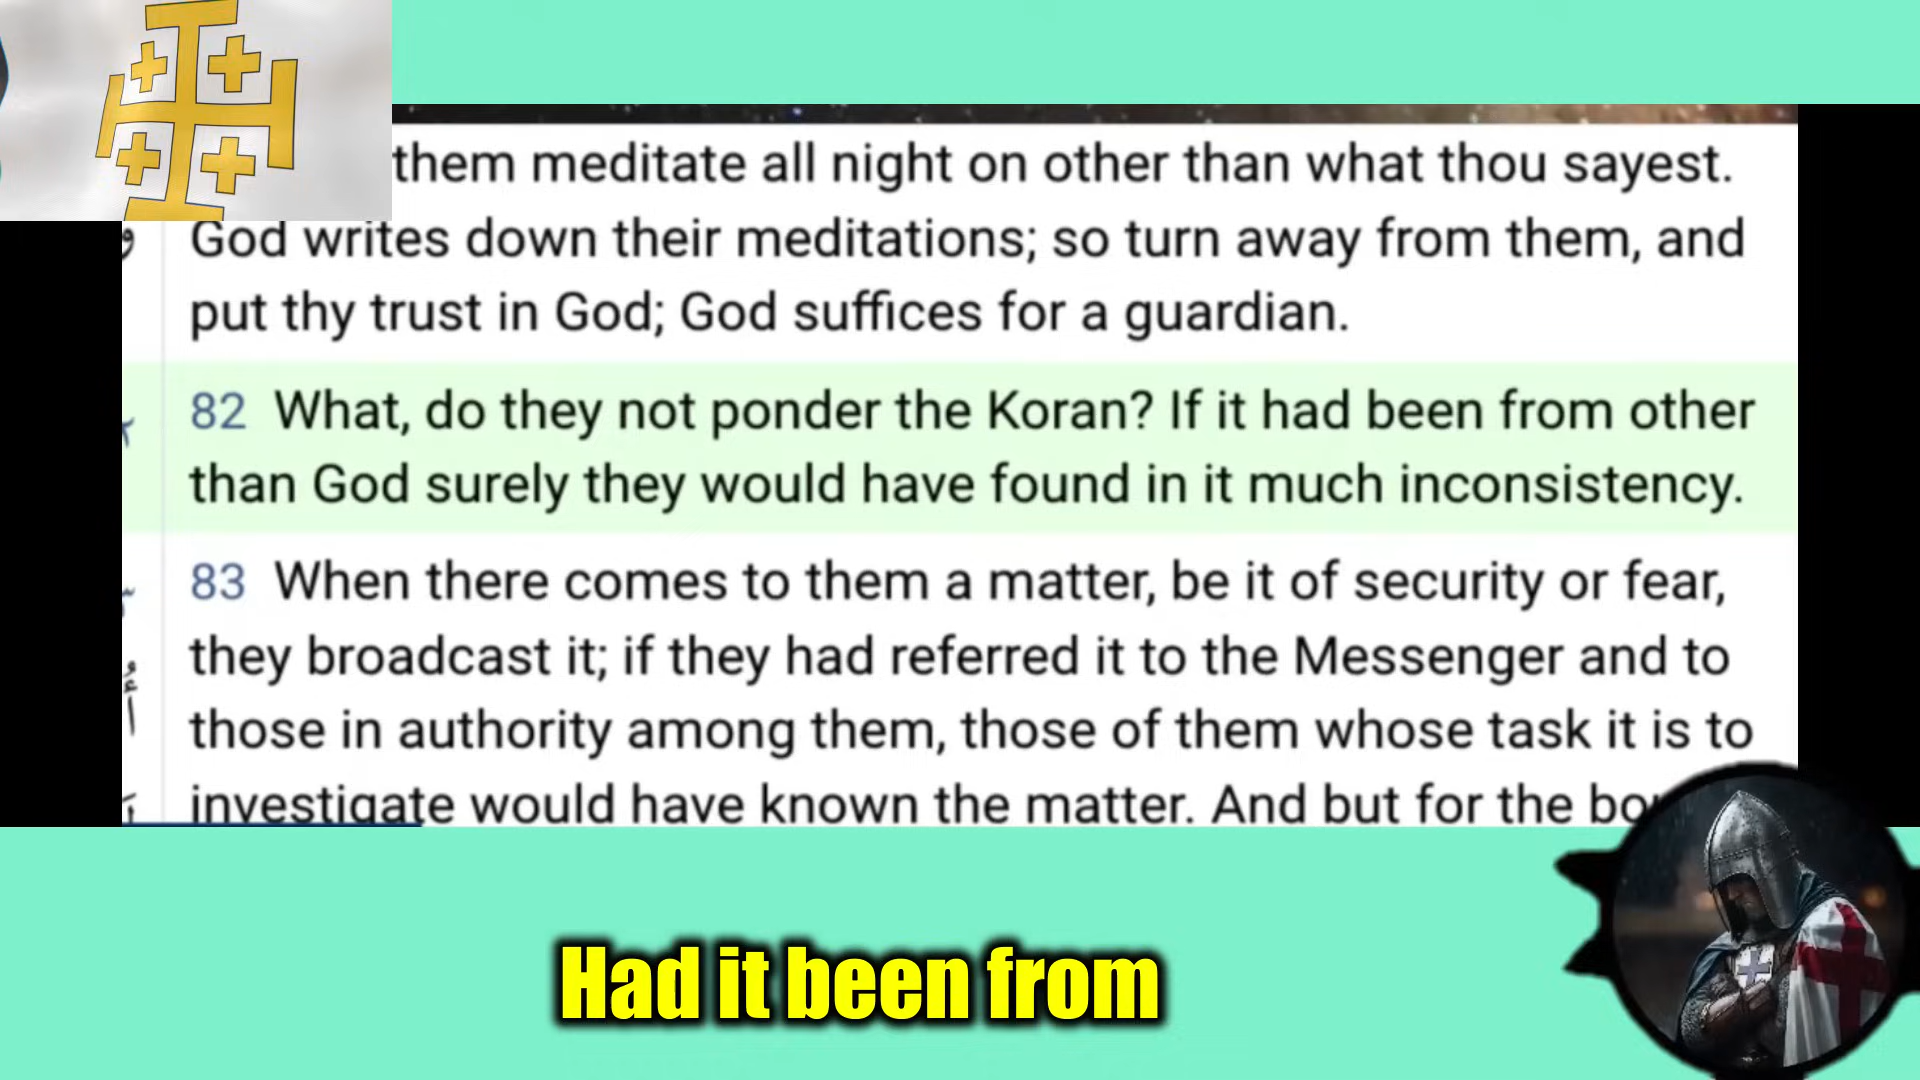 them meditate all night on other than what thou sayest.
God writes down their meditations; so turn away from them, and
put thy trust in God; God suffices for a guardian.
82 What, do they not ponder the Koran? If it had been from other
than God surely they would have found in it much inconsistency.
83 When there comes to them a matter, be it of security or fear,
they broadcast it; if they had referred it to the Messenger and to
those in authority among them, those of them whose task it is to
investigate would have known the matter. And but for the
Had it been from